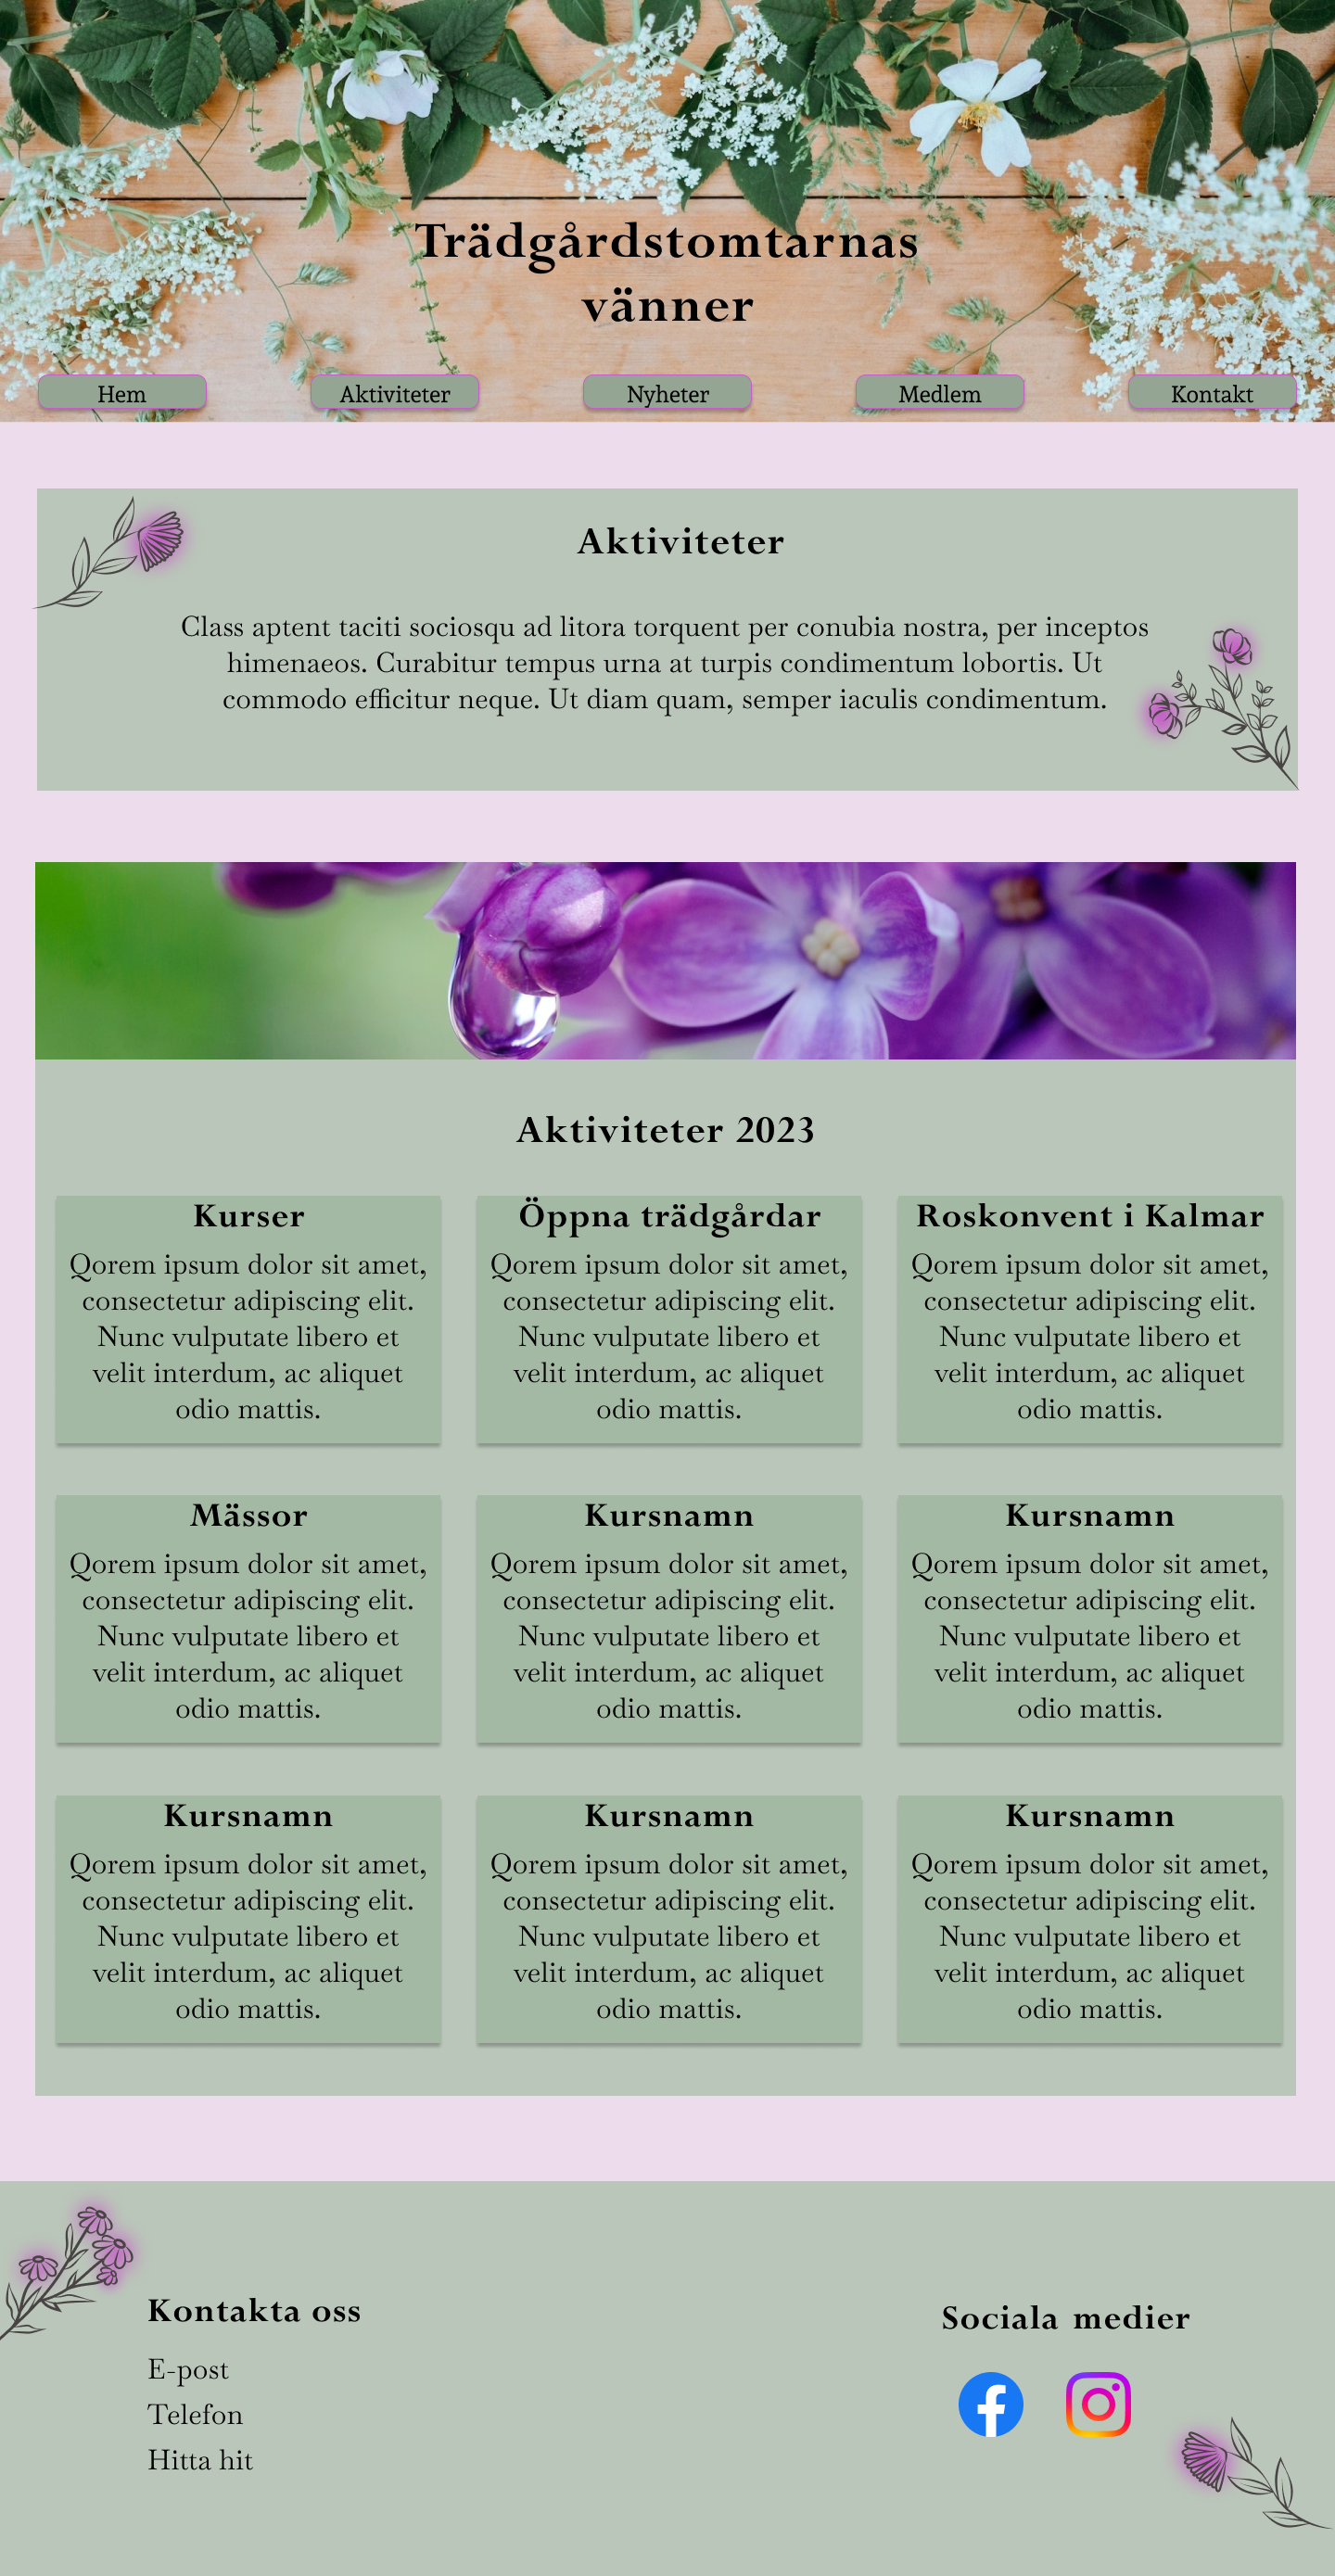 Trädgårdstomtarnas
vänner
Hem
Aktiviteter
Nyheter
Medlem
Kontakt
Aktiviteter
Class aptent taciti sociosqu ad litora torquent per conubia nostra, per inceptos
himenaeos. Curabitur tempus urna at turpis condimentum lobortis. Ut
commodo efficitur neque. Ut diam quam, semper iaculis condimentum.
Aktiviteter 2023
Kurser
Qorem ipsum dolor sit amet,
consectetur adipiscing elit.
Nunc vulputate libero et
velit interdum, ac aliquet
odio mattis.
Öppna trädgårdar
Qorem ipsum dolor sit amet,
consectetur adipiscing elit.
Nunc vulputate libero et
velit interdum, ac aliquet
odio mattis.
Roskonvent i Kalmar
Qorem ipsum dolor sit amet,
consectetur adipiscing elit.
Nunc vulputate libero et
velit interdum, ac aliquet
odio mattis.
Mässor
Qorem ipsum dolor sit amet,
consectetur adipiscing elit.
Nunc vulputate libero et
velit interdum, ac aliquet
odio mattis.
Kursnamn
Qorem ipsum dolor sit amet,
consectetur adipiscing elit.
Nunc vulputate libero et
velit interdum, ac aliquet
odio mattis.
Kursnamn
Qorem ipsum dolor sit amet,
consectetur adipiscing elit.
Nunc vulputate libero et
velit interdum, ac aliquet
odio mattis.
Kursnamn
Qorem ipsum dolor sit amet,
consectetur adipiscing elit.
Nunc vulputate libero et
velit interdum, ac aliquet
odio mattis.
Kursnamn
Qorem ipsum dolor sit amet,
consectetur adipiscing elit.
Nunc vulputate libero et
velit interdum, ac aliquet
odio mattis.
Kursnamn
Qorem ipsum dolor sit amet,
consectetur adipiscing elit.
Nunc vulputate libero et
velit interdum, ac aliquet
odio mattis.
Kontakta oss
E-post
Telefon
Hitta hit
Sociala medier